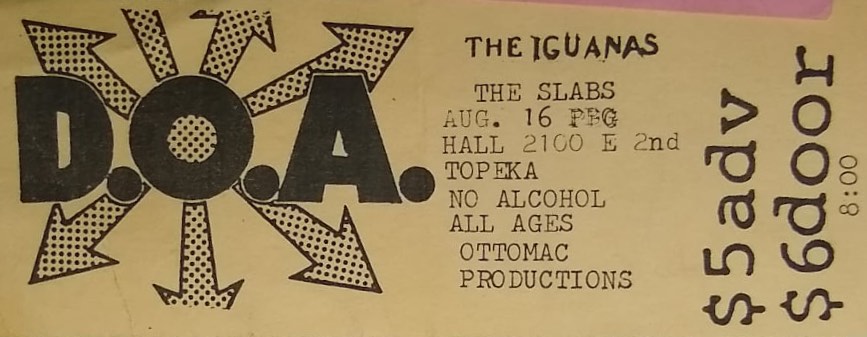 D.O.A.
THE IGUANAS
THE SLABS
AUG. 16 PBG
HALL 2100 E 2nd
TOPEKA
NO ALCOHOL
ALL AGES
OTTOMAC
PRODUCTIONS
$5adv
$6door
8:00